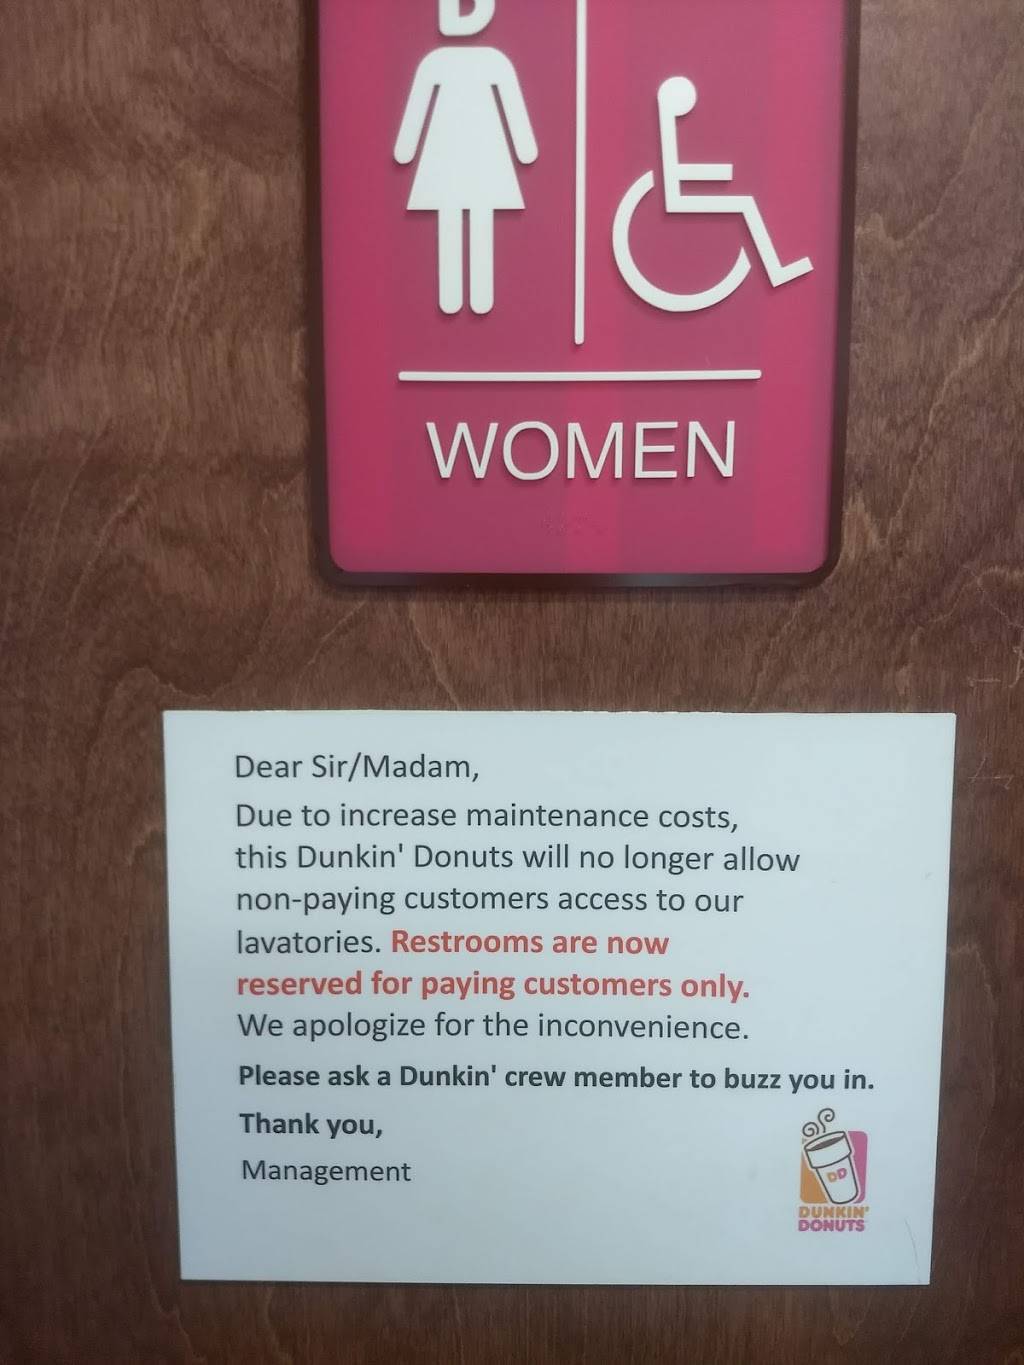 D
WOMEN
Dear Sir/Madam,
Due to increase maintenance costs,
this Dunkin' Donuts will no longer allow
non-paying customers access to our
lavatories. Restrooms are now
reserved for paying customers only.
We apologize for the inconvenience.
Please ask a Dunkin' crew member to buzz you in.
Thank you,
Management
DD
DUNKIN'
DONUTS